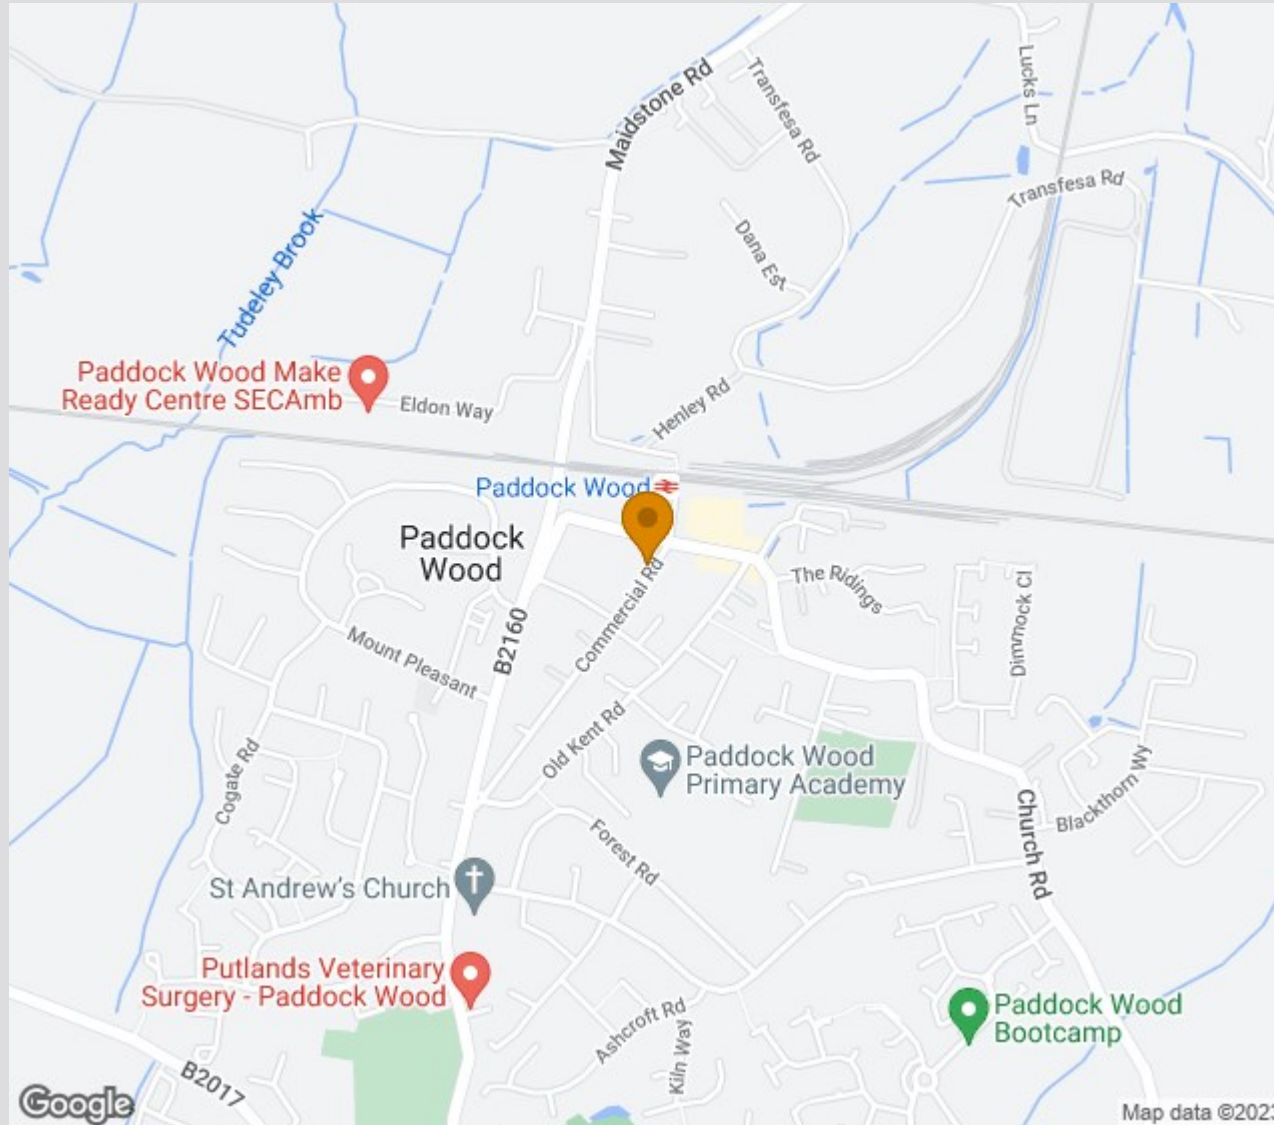 Lucks Ln
Maidstone Rd
Transfesa Rd
Transfesa Rd
Tudeley Brook
Dana Est
Paddock Wood Make
Ready Centre SECAmb
Eldon Way
Henley Rd
Paddock Wood
Paddock
Wood
Commercial Rd
The Ridings
Dimmock Cl
B2160
Mount Pleasant
Old Kent Rd
Cogate Rd
Paddock Wood
Primary Academy
Blackthorn Wy
Church Rd
Forest Rd
St Andrew's Church
Putlands Veterinary
Surgery - Paddock Wood
Ashcroft Rd
Kiln Way
Paddock Wood
Bootcamp
B2017
Google
Map data ©2023